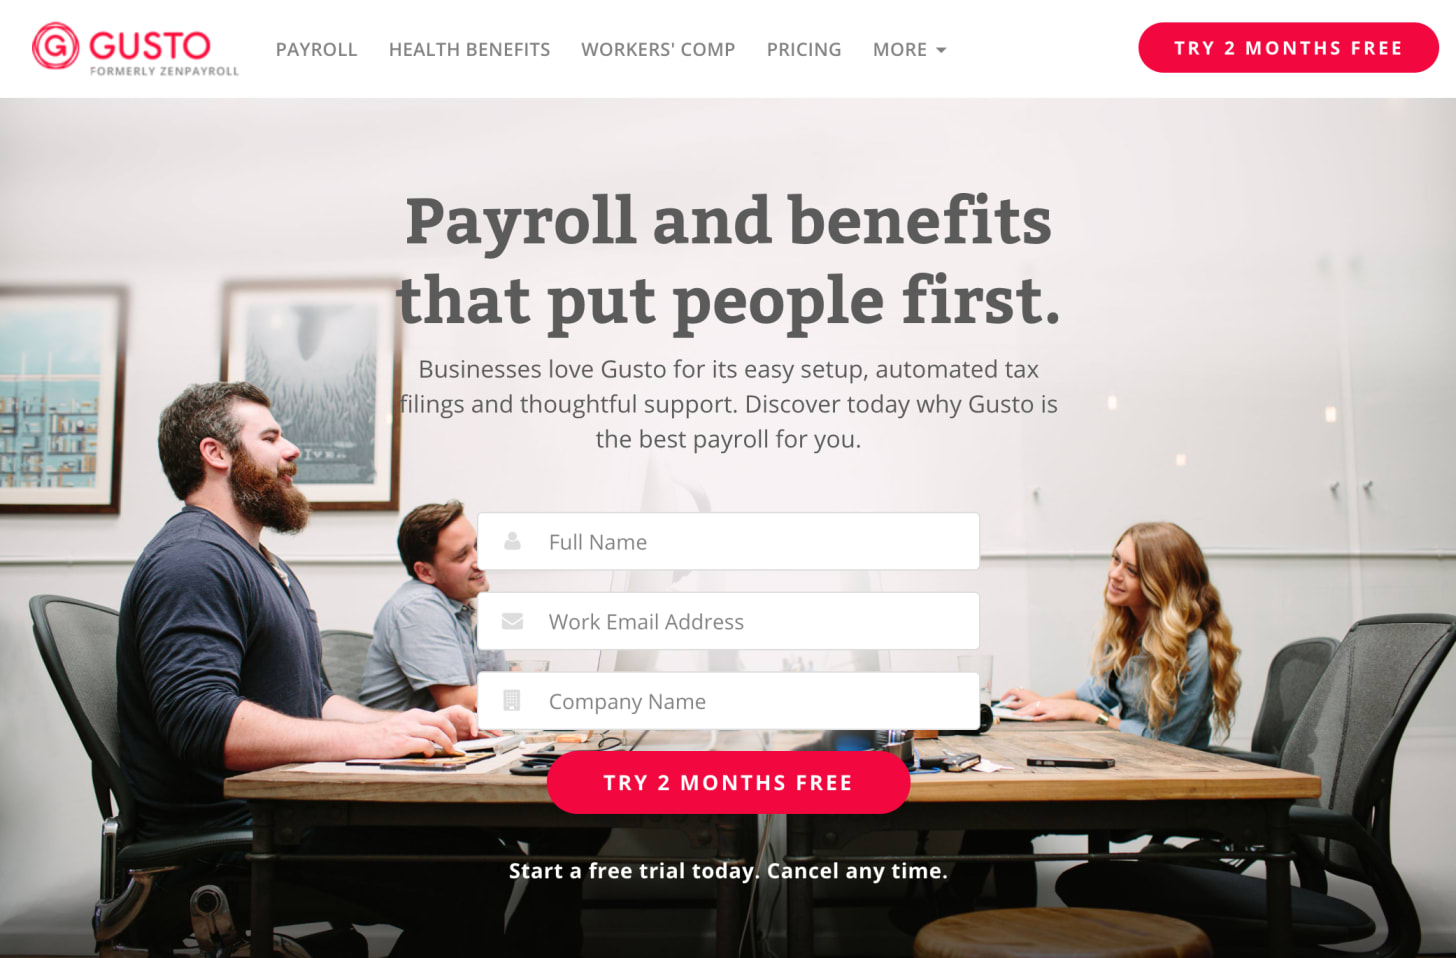 GUSTO
FORMERLY ZENPAYROLL
PAYROLL
HEALTH BENEFITS
WORKERS' COMP
PRICING
MORE
TRY 2 MONTHS FREE
Payroll and benefits
that put people first.
Businesses love Gusto for its easy setup, automated tax
filings and thoughtful support. Discover today why Gusto is
the best payroll for you.
Full Name
Work Email Address
Company Name
TRY 2 MONTHS FREE
Start a free trial today. Cancel any time.